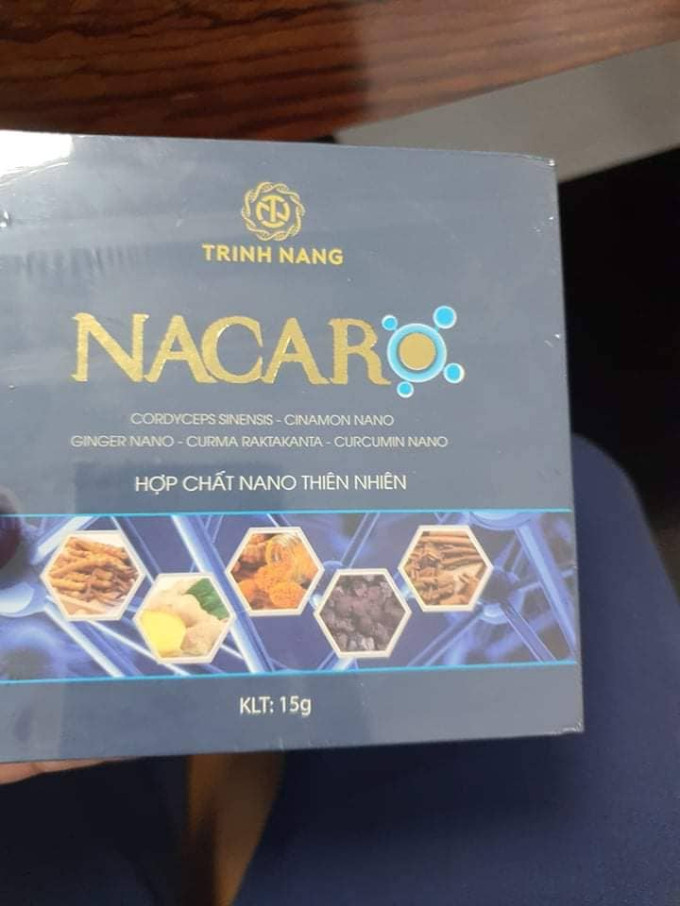 TRINH NANG
NACARO
CORDYCEPS SINENSIS - CINAMON NANO
GINGER NANO - CURMA RAKTAKANTA - CURCUMIN NANO
HỢP CHẤT NANO THIÊN NHIÊN
KLT: 15g